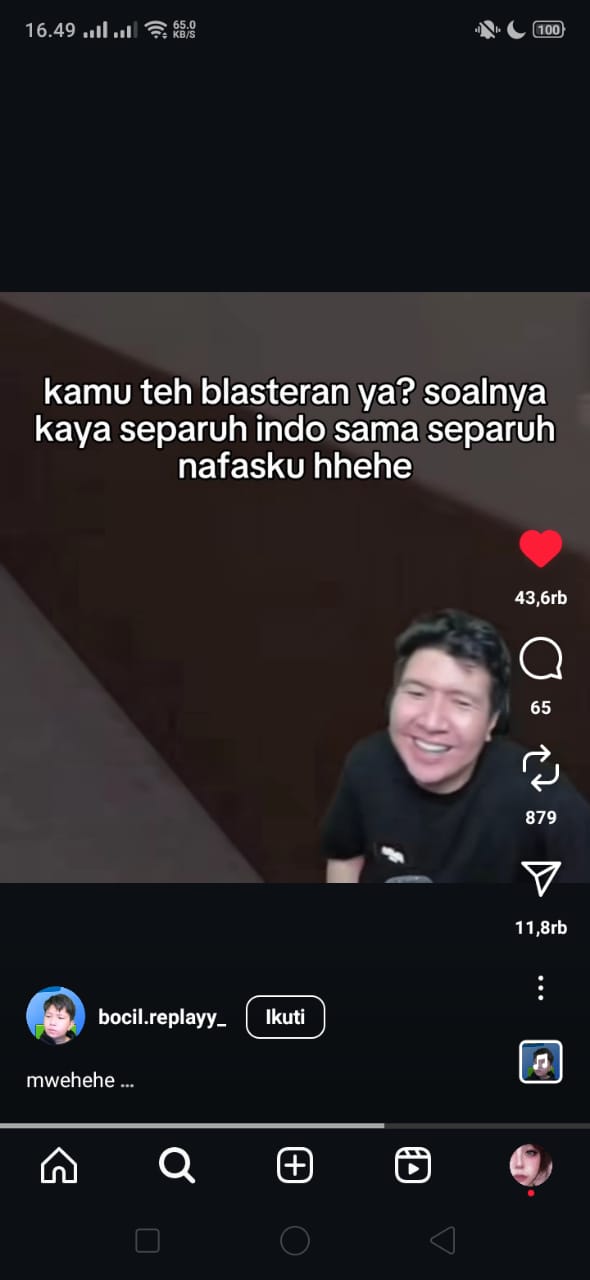 16.49
65.0
KB/S
100
kamu teh blasteran ya? soalnya
kaya separuh indo sama separuh
nafasku hhehe
43,6rb
65
879
11,8rb
bocil.replayy_
Ikuti
mwehehe ...